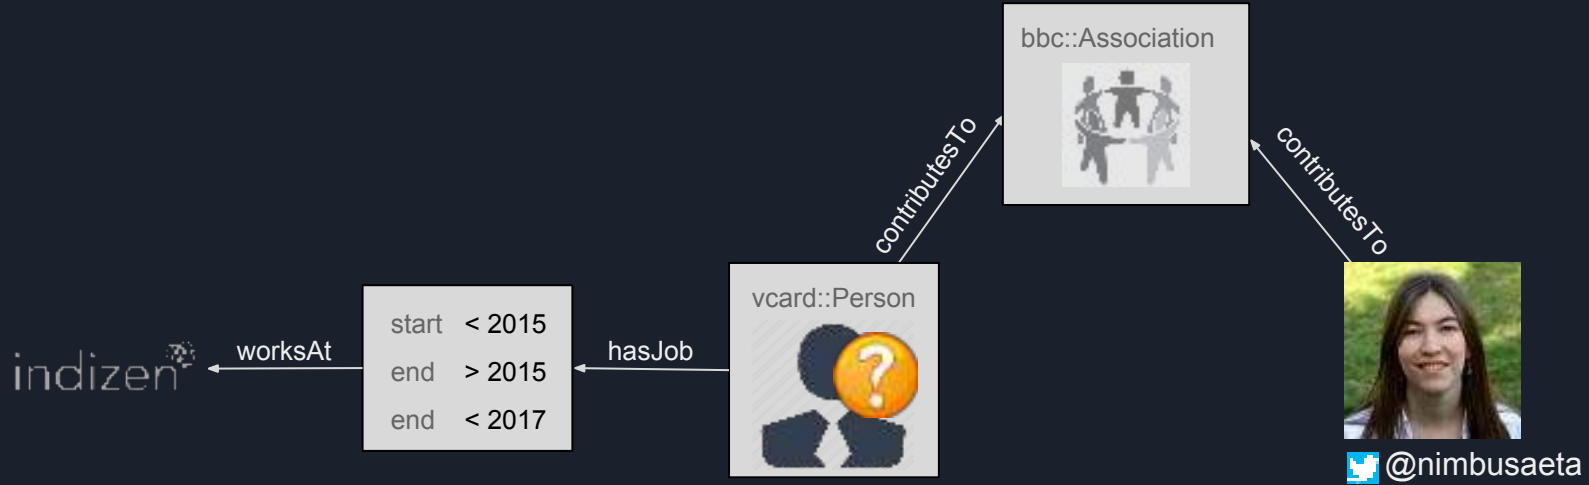 bbc::Association
contributesTo
contributesTo
vcard::Person
?
hasJob
start < 2015
end > 2015
end < 2017
worksAt
indizen
@nimbusaeta